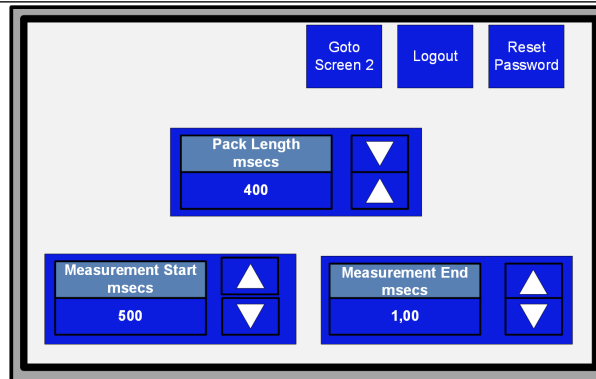 Goto
Screen 2
Logout
Reset
Password
Pack Length
msecs
400
Measurement Start
msecs
500
Measurement End
msecs
1,00